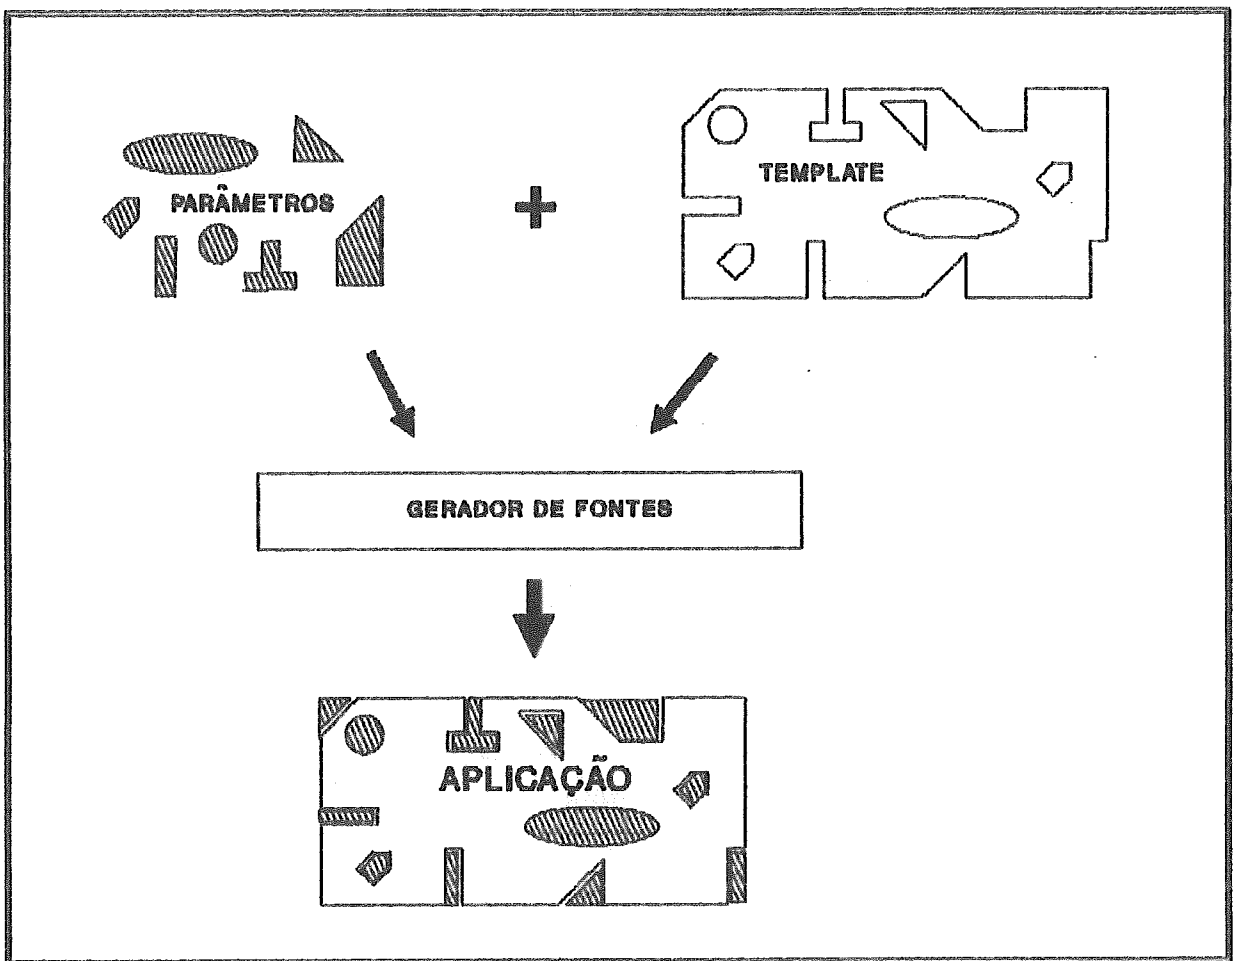 PARÂMETROS
+
TEMPLATE
GERADOR DE FONTES
APLICAÇÃO